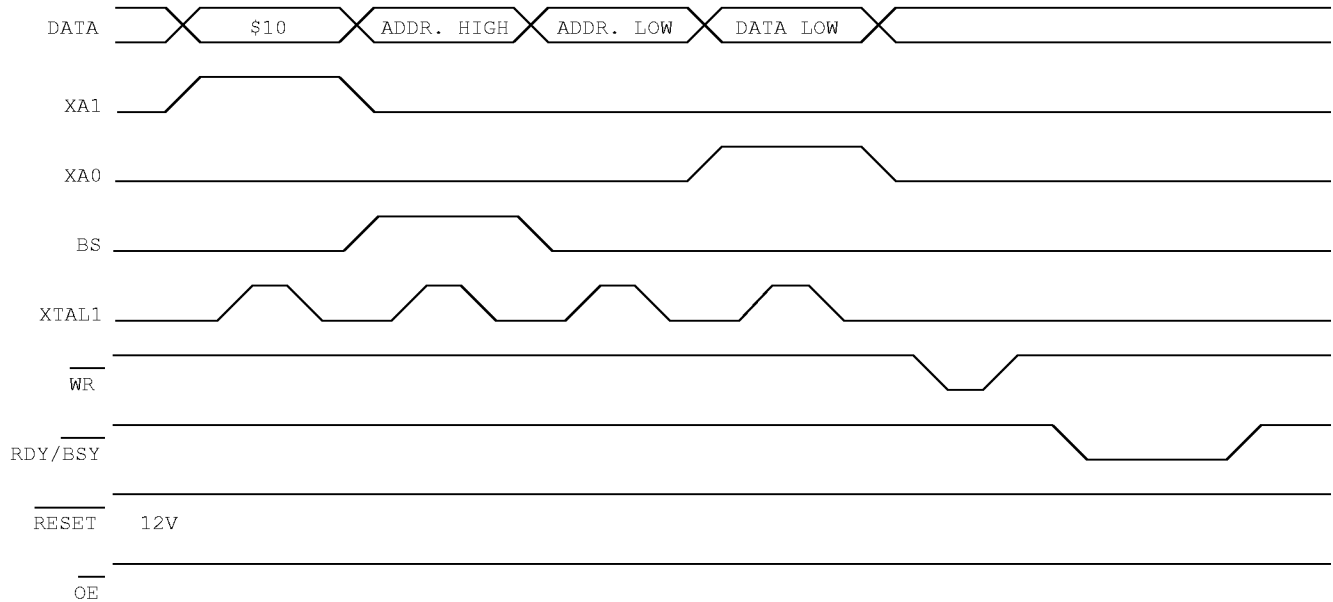 DATA $10 ADDR. HIGH ADDR. LOW DATA LOW
XA1
XA0
BS
XTAL1
WR
RDY/BSY
RESET 12V
OE